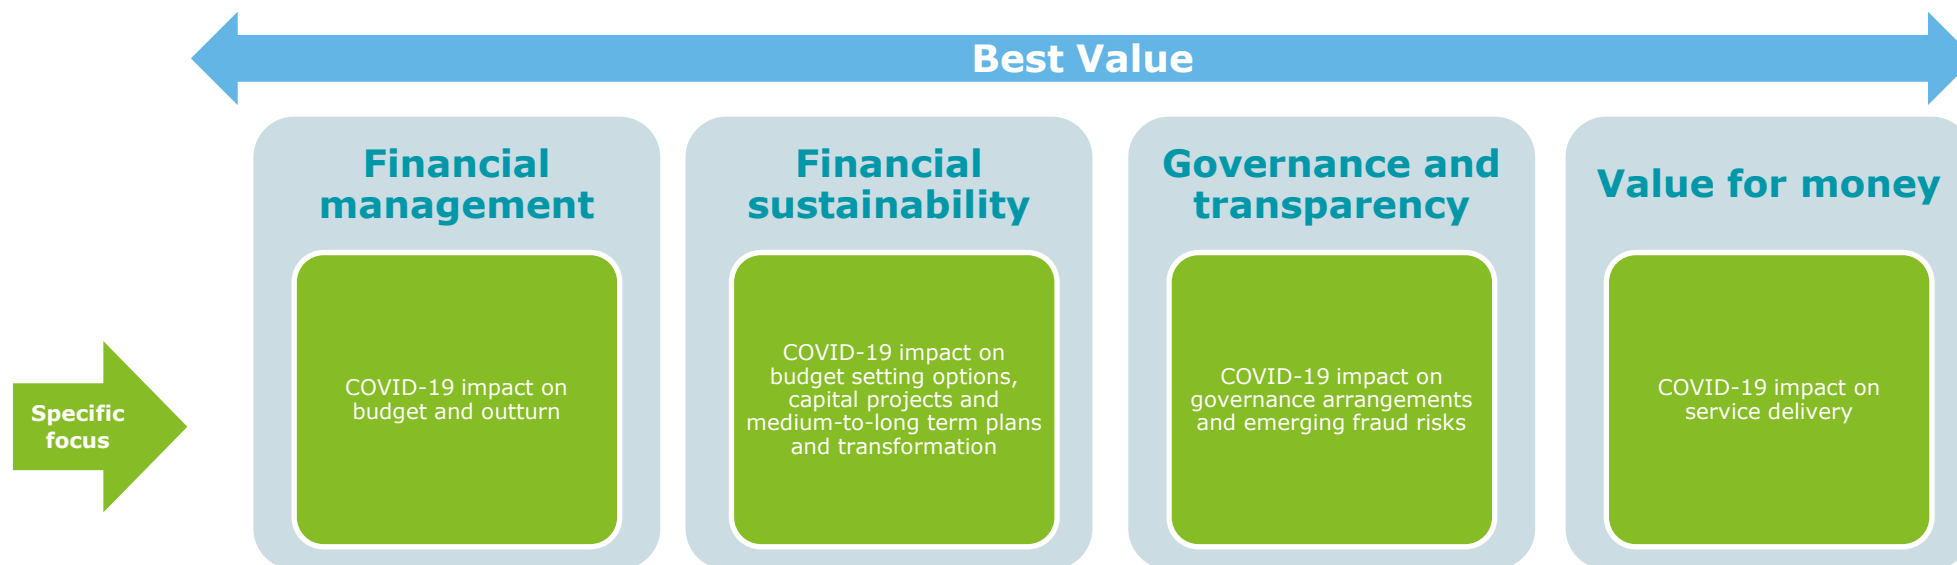 Best Value
Financial
management
Financial
sustainability
Governance and
transparency
Value for money
Specific
focus
COVID-19 impact on
budget and outturn
COVID-19 impact on
budget setting options,
capital projects and
medium-to-long term plans
and transformation
COVID-19 impact on
governance arrangements
and emerging fraud risks
COVID-19 impact on
service delivery